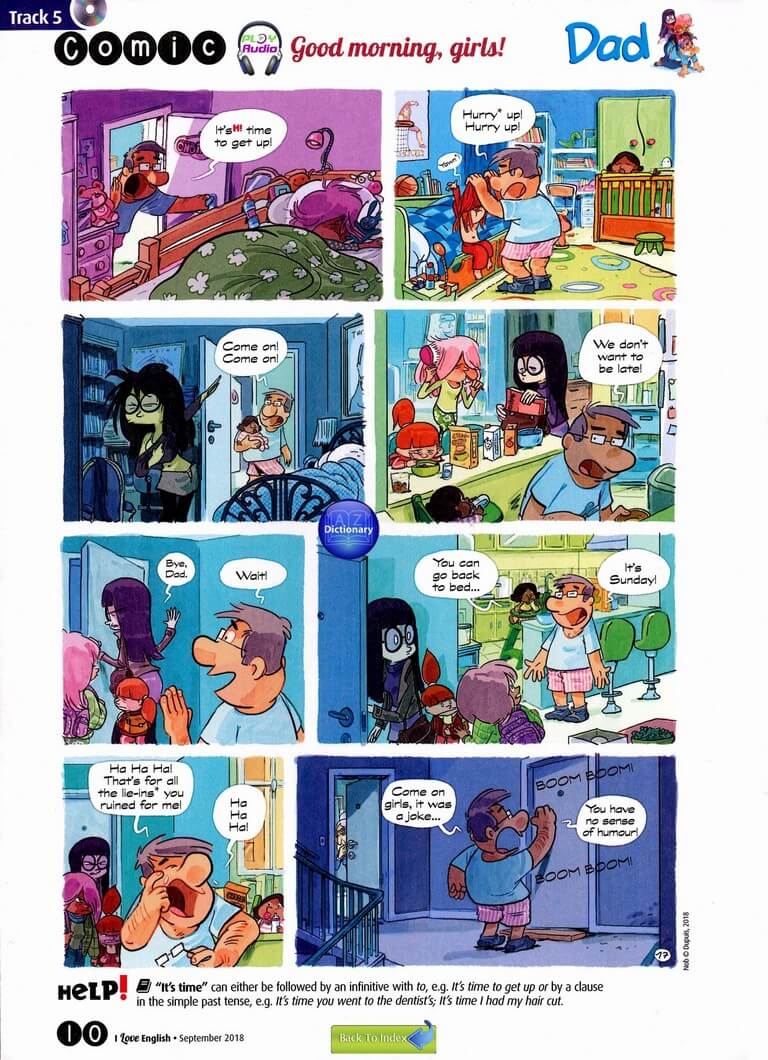 Track 5
Comic
PLAY
Audio
Good morning, girls!
Dad
It's H! time
to get up!
Yawn
Hurry* up!
Hurry up!
Come on!
Come on!
We don't
want to
be late!
A Z
Dictionary
Bye,
Dad.
Wait!
You can
go back
to bed...
It's
Sunday!
Ha Ha Ha!
That's for all
the lie-ins* you
ruined for me!
Ha
Ha
Ha!
Come on
girls, it was
a joke...
BOOM BOOM!
You have
no sense
of humour!
BOOM BOOM!
17
Nob © Dupuis, 2018
HELP! "It's time" can either be followed by an infinitive with to, e.g. It's time to get up or by a clause
in the simple past tense, e.g. It's time you went to the dentist's; It's time I had my hair cut.
10 I Love English • September 2018
Back To Index